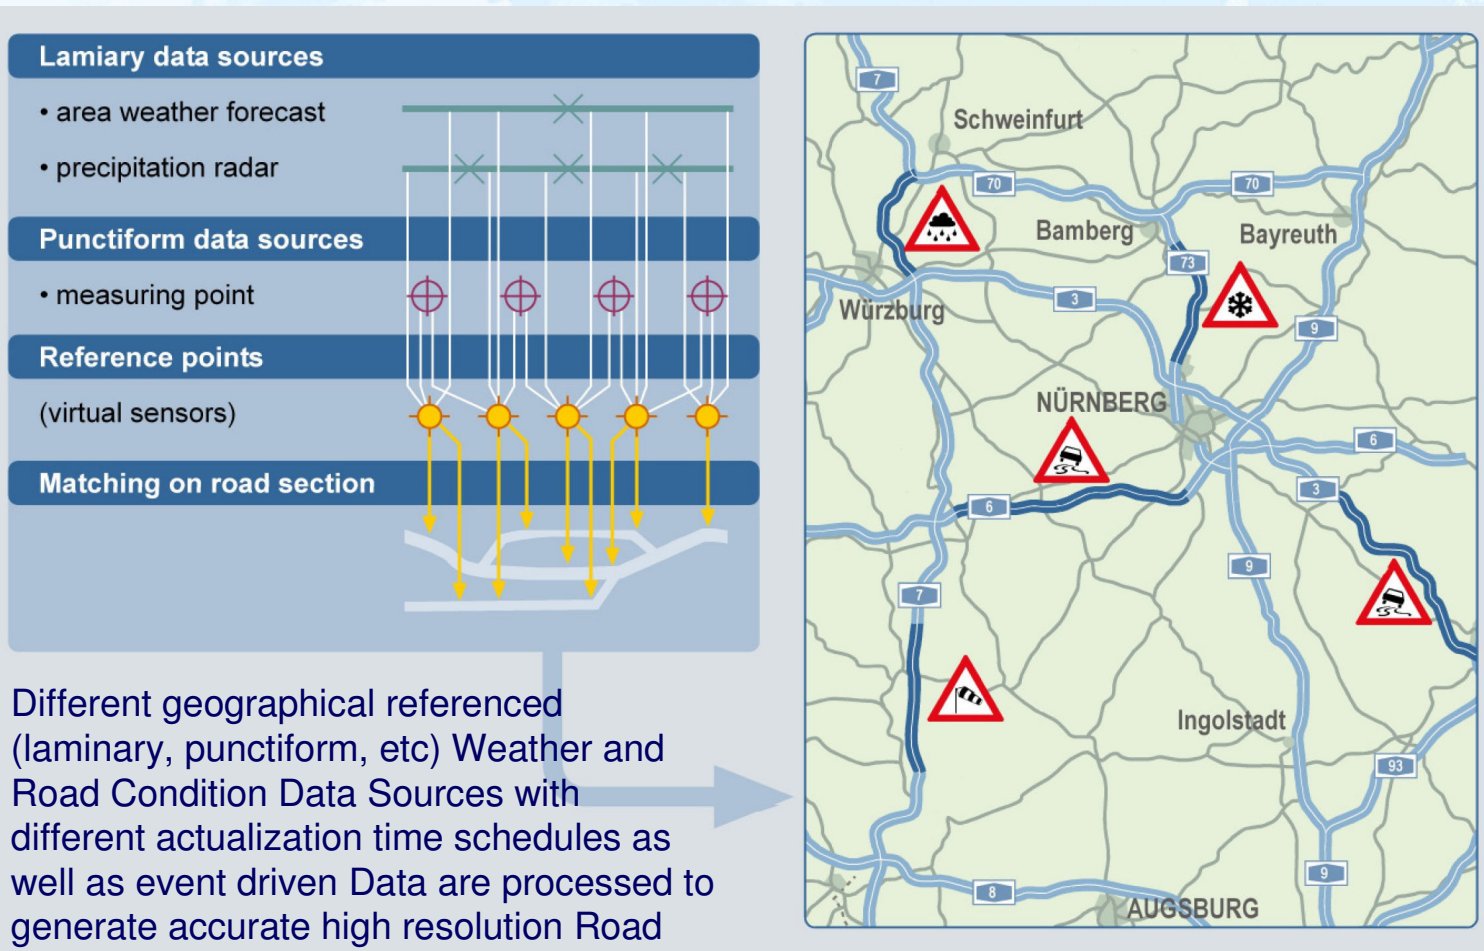 Lamiary data sources
• area weather forecast
• precipitation radar
Punctiform data sources
• measuring point
Reference points
(virtual sensors)
Matching on road section
Different geographical referenced
(laminary, punctiform, etc) Weather and
Road Condition Data Sources with
different actualization time schedules as
well as event driven Data are processed to
generate accurate high resolution Road
7
Schweinfurt
70
70
Bamberg
Bayreuth
73
3
Würzburg
9
NÜRNBERG
6
3
6
9
7
Ingolstadt
93
9
8
AUGSBURG